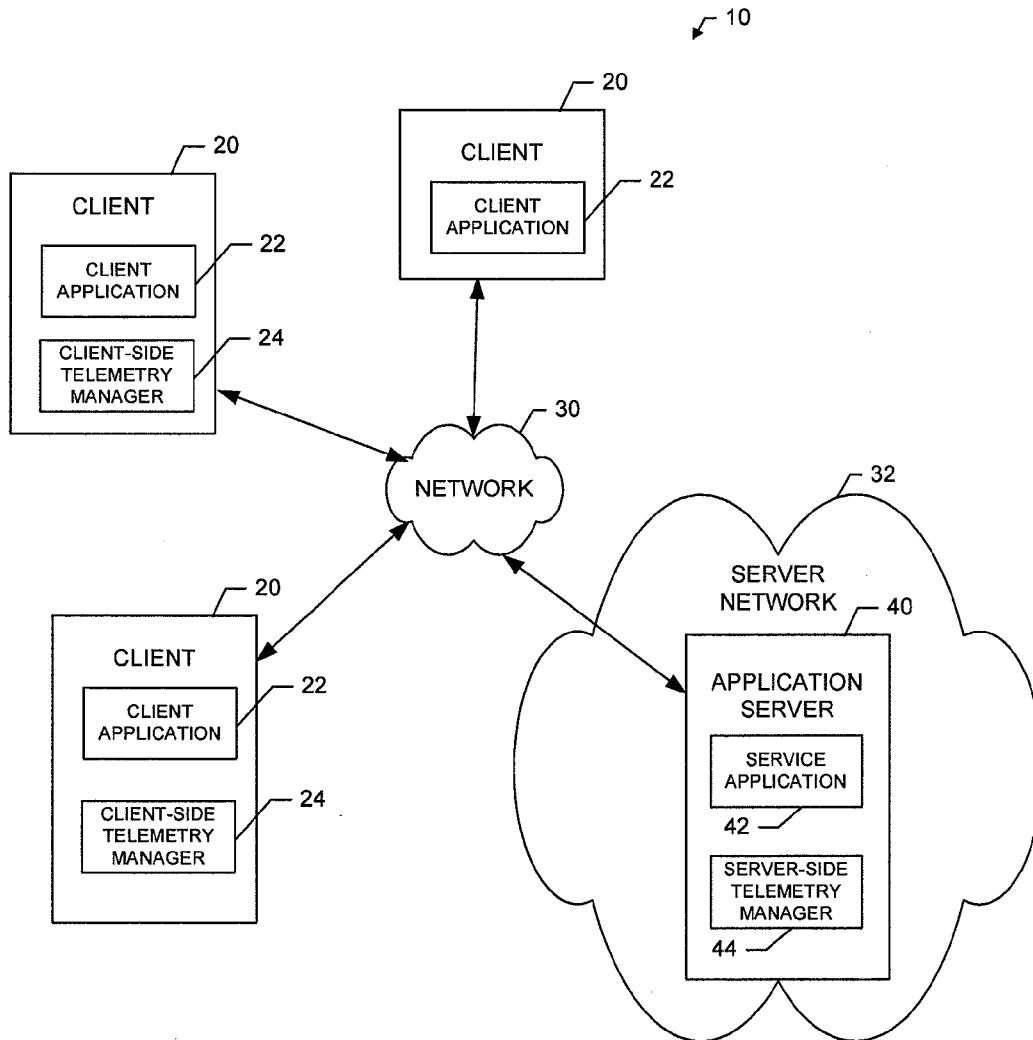 10
20
CLIENT
CLIENT
APPLICATION
22
20
CLIENT
CLIENT
APPLICATION
22
CLIENT-SIDE
TELEMETRY
MANAGER
24
30
NETWORK
32
SERVER
NETWORK
20
CLIENT
CLIENT
APPLICATION
22
CLIENT-SIDE
TELEMETRY
MANAGER
24
40
APPLICATION
SERVER
SERVICE
APPLICATION
42
SERVER-SIDE
TELEMETRY
MANAGER
44